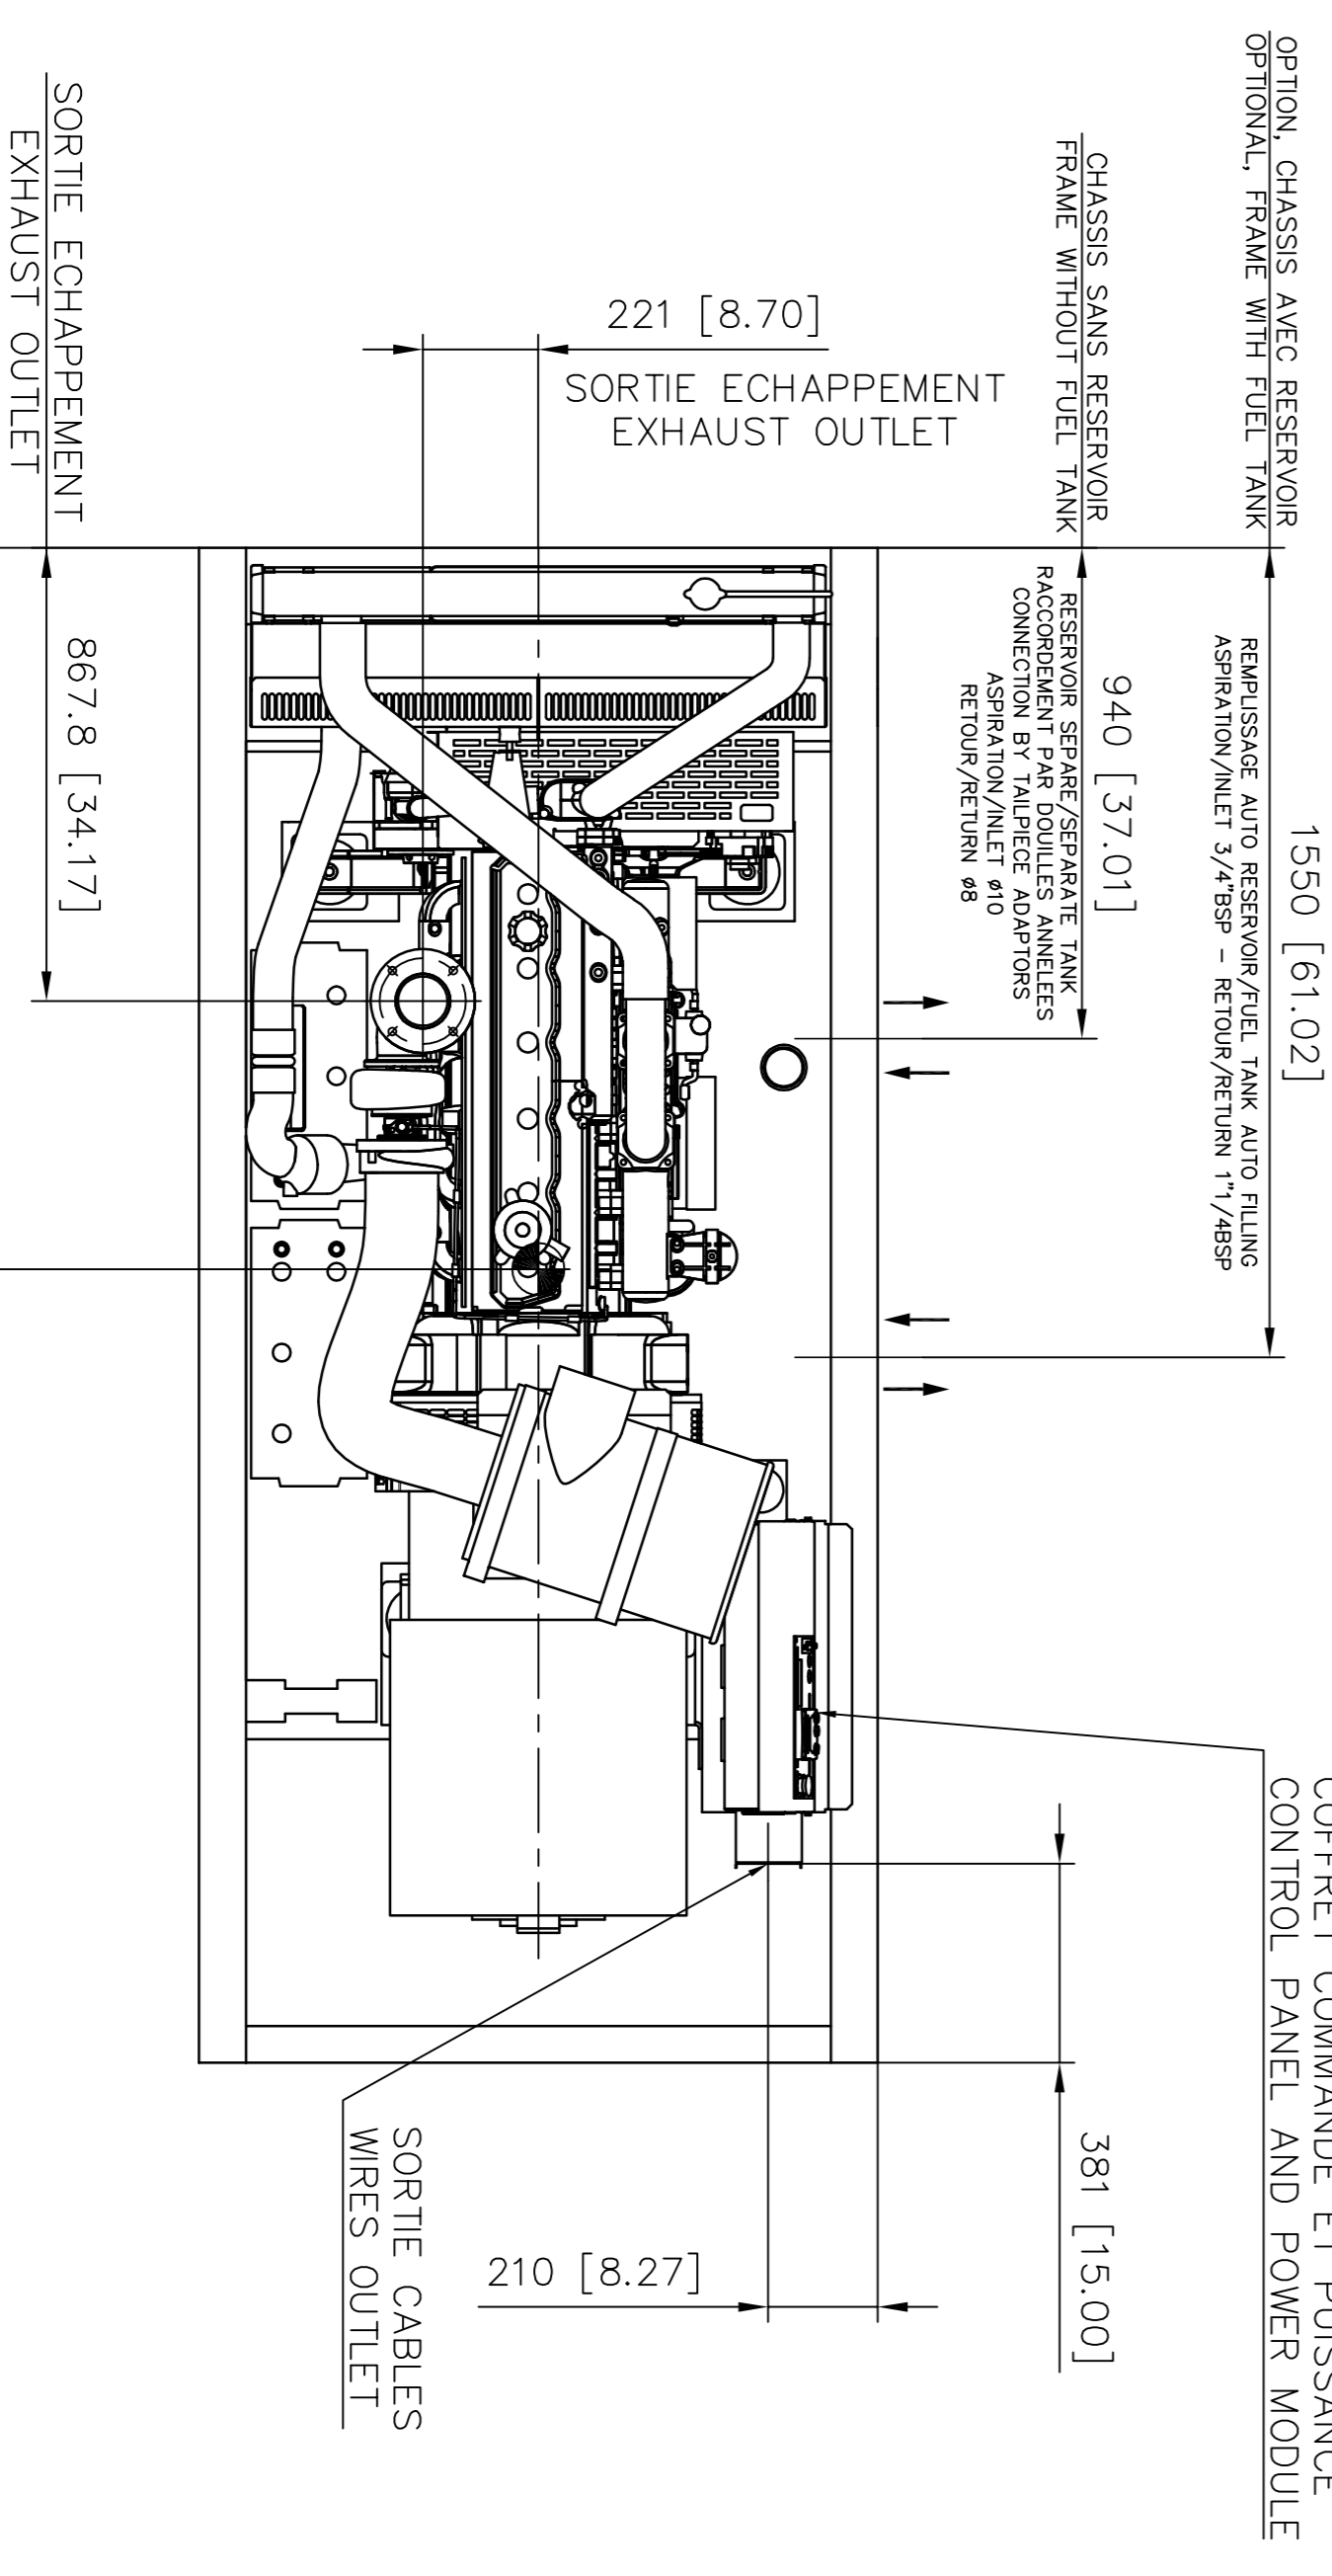 OPTION, CHASSIS AVEC RESERVOIR
OPTIONAL, FRAME WITH FUEL TANK
1550 [61.02]
REMPLISSAGE AUTO RESERVOIR/FUEL TANK AUTO FILLING
ASPIRATION/INLET 3/4"BSP - RETOUR/RETURN 1"1/4BSP
CHASSIS SANS RESERVOIR
FRAME WITHOUT FUEL TANK
940 [37.01]
RESERVOIR SEPARE/SEPARATE TANK
RACCORDEMENT PAR DOUILLES ANNELEES
CONNECTION BY TAILPIECE ADAPTORS
ASPIRATION/INLET ø10
RETOUR/RETURN ø8
221 [8.70]
SORTIE ECHAPPEMENT
EXHAUST OUTLET
SORTIE ECHAPPEMENT
EXHAUST OUTLET
867.8 [34.17]
COFFRET COMMANDE ET PUISSANCE
CONTROL PANEL AND POWER MODULE
381 [15.00]
210 [8.27]
SORTIE CABLES
WIRES OUTLET